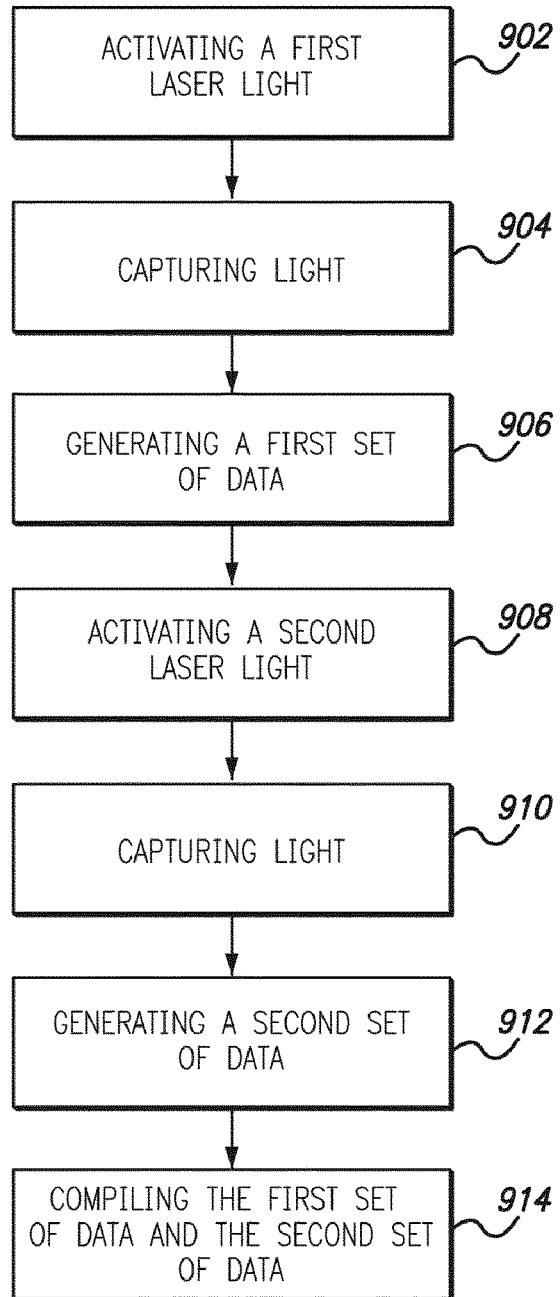 ACTIVATING A FIRST
LASER LIGHT
902
CAPTURING LIGHT
904
GENERATING A FIRST SET
OF DATA
906
ACTIVATING A SECOND
LASER LIGHT
908
CAPTURING LIGHT
910
GENERATING A SECOND SET
OF DATA
912
COMPILING THE FIRST SET
OF DATA AND THE SECOND SET
OF DATA
914